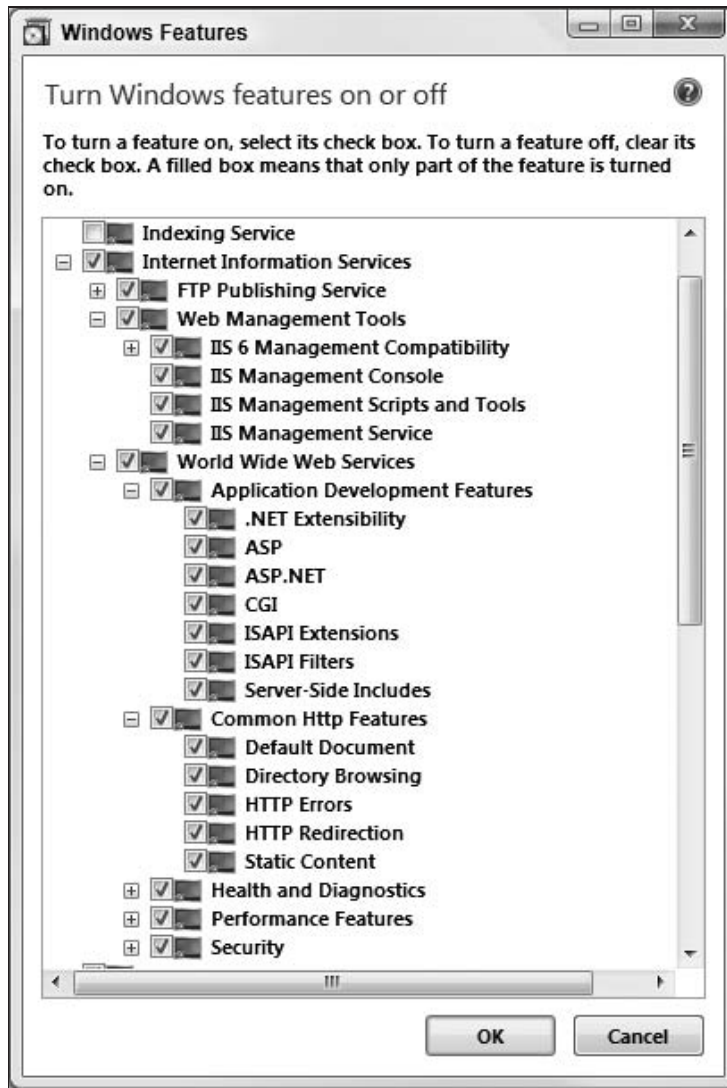 Windows Features
Turn Windows features on or off
To turn a feature on, select its check box. To turn a feature off, clear its
check box. A filled box means that only part of the feature is turned
on.
Indexing Service
Internet Information Services
FTP Publishing Service
Web Management Tools
IIS 6 Management Compatibility
IIS Management Console
IIS Management Scripts and Tools
IIS Management Service
World Wide Web Services
Application Development Features
.NET Extensibility
ASP
ASP.NET
CGI
ISAPI Extensions
ISAPI Filters
Server-Side Includes
Common Http Features
Default Document
Directory Browsing
HTTP Errors
HTTP Redirection
Static Content
Health and Diagnostics
Performance Features
Security
OK
Cancel